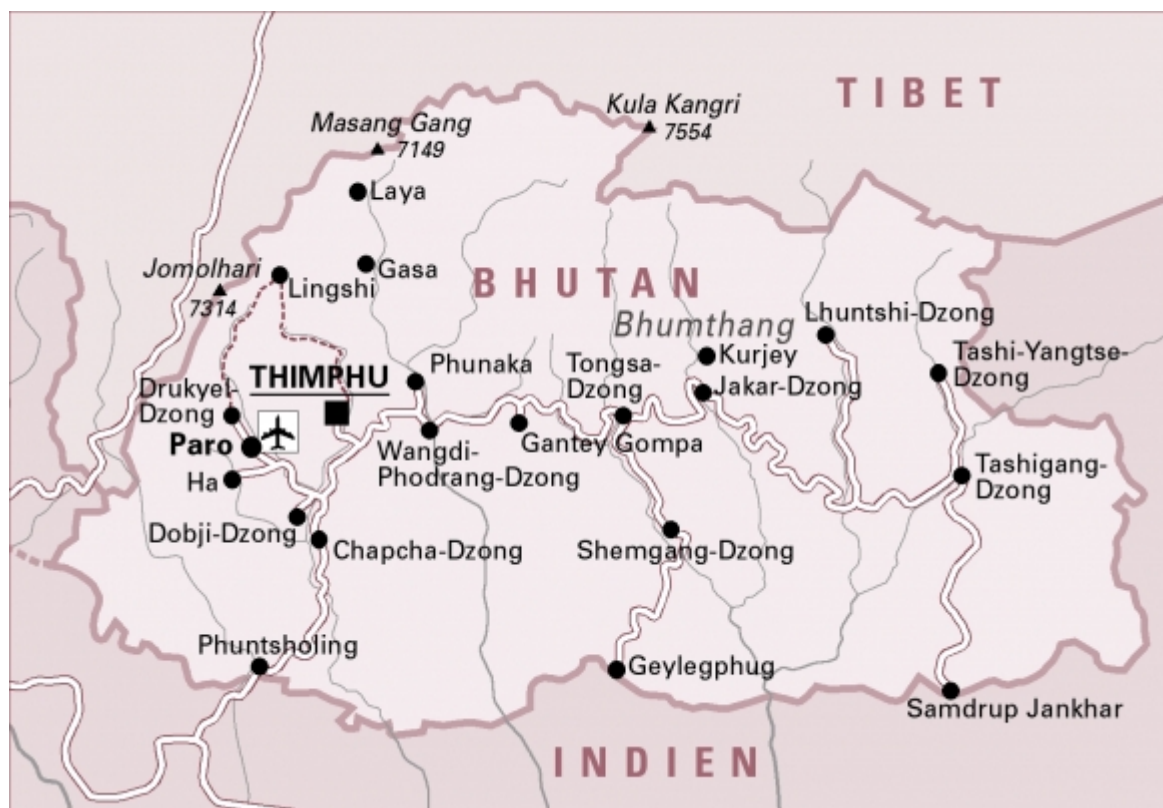 TIBET
Kula Kangri
7554
Masang Gang
7149
Laya
Gasa
Jomolhari
7314
Lingshi
BHUTAN
Bhumthang
Lhuntshi-Dzong
Kurjey
Tashi-Yangtse-
Dzong
Phunaka
Tongsa-
Dzong
Jakar-Dzong
THIMPHU
Drukyel-
Dzong
Paro
Wangdi-
Phodrang-Dzong
Gantey Gompa
Ha
Tashigang-
Dzong
Dobji-Dzong
Chapcha-Dzong
Shemgang-Dzong
Phuntsholing
Geylegphug
Samdrup Jankhar
INDIEN